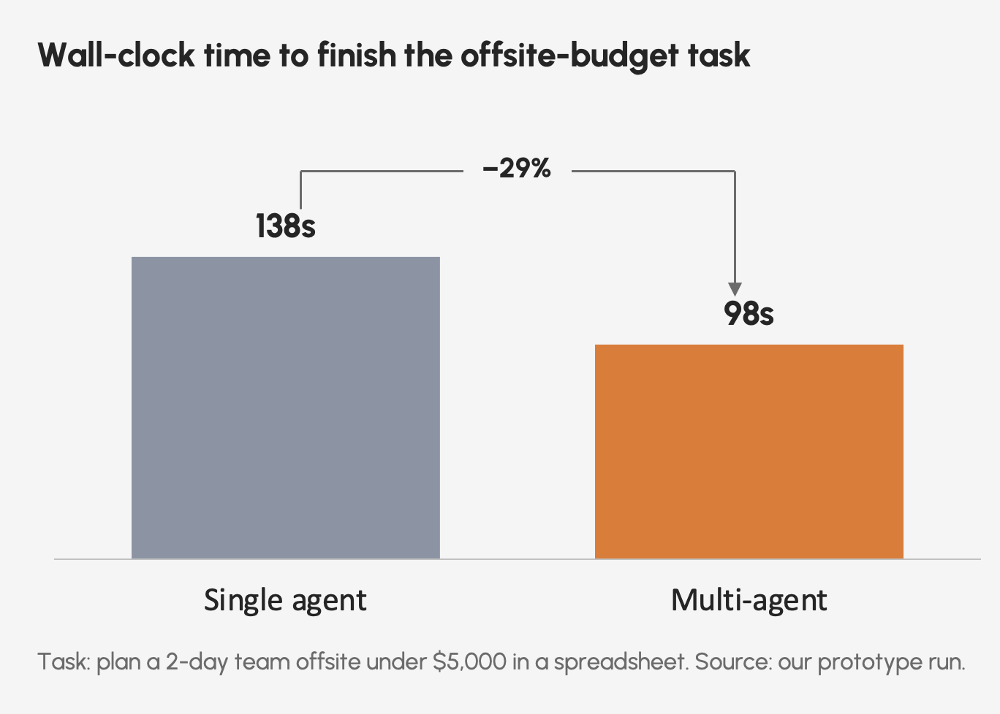 Wall-clock time to finish the offsite-budget task
–29%
138s
98s
Single agent
Multi-agent
Task: plan a 2-day team offsite under $5,000 in a spreadsheet. Source: our prototype run.